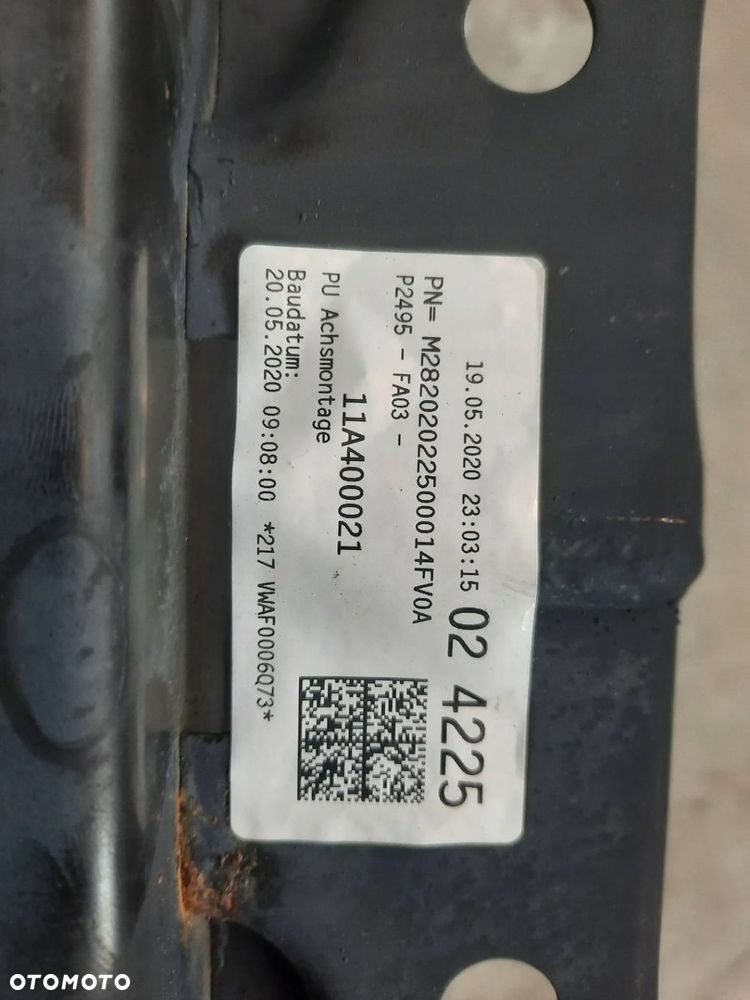 19.05.2020 23:03:15 02 4225
PN= M28202022500014FV0A
P2495 - FA03 -
11A400021
PU Achsmontage
Baudatum:
20.05.2020 09:08:00 *217 VWAF0006Q73*
OTOMOTO